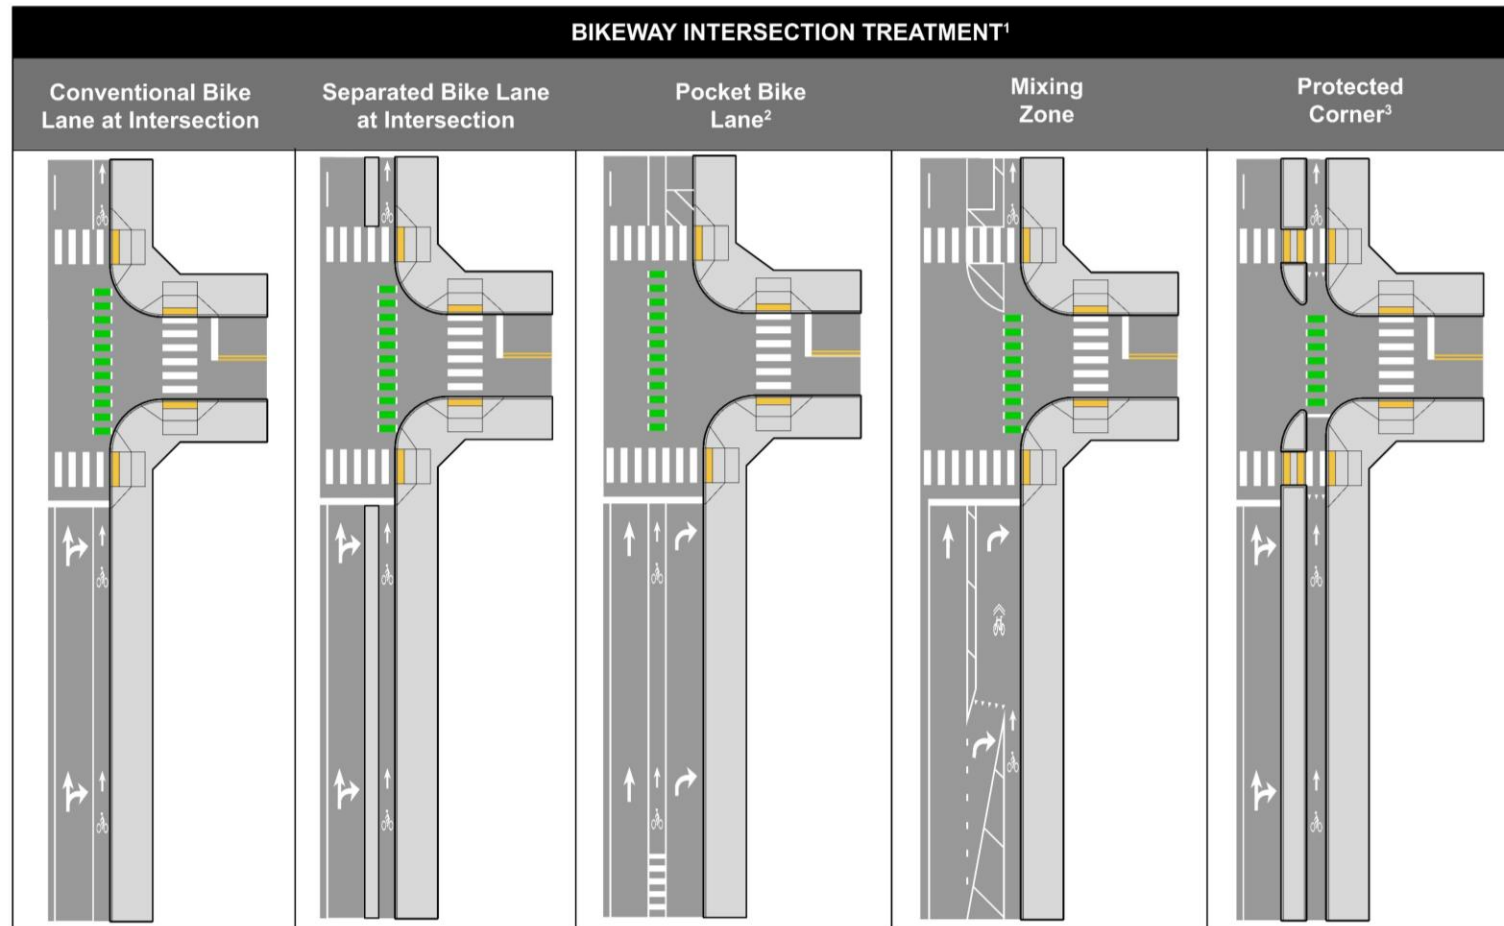 BIKEWAY INTERSECTION TREATMENT¹
Conventional Bike
Lane at Intersection
Separated Bike Lane
at Intersection
Pocket Bike
Lane²
Mixing
Zone
Protected
Corner³